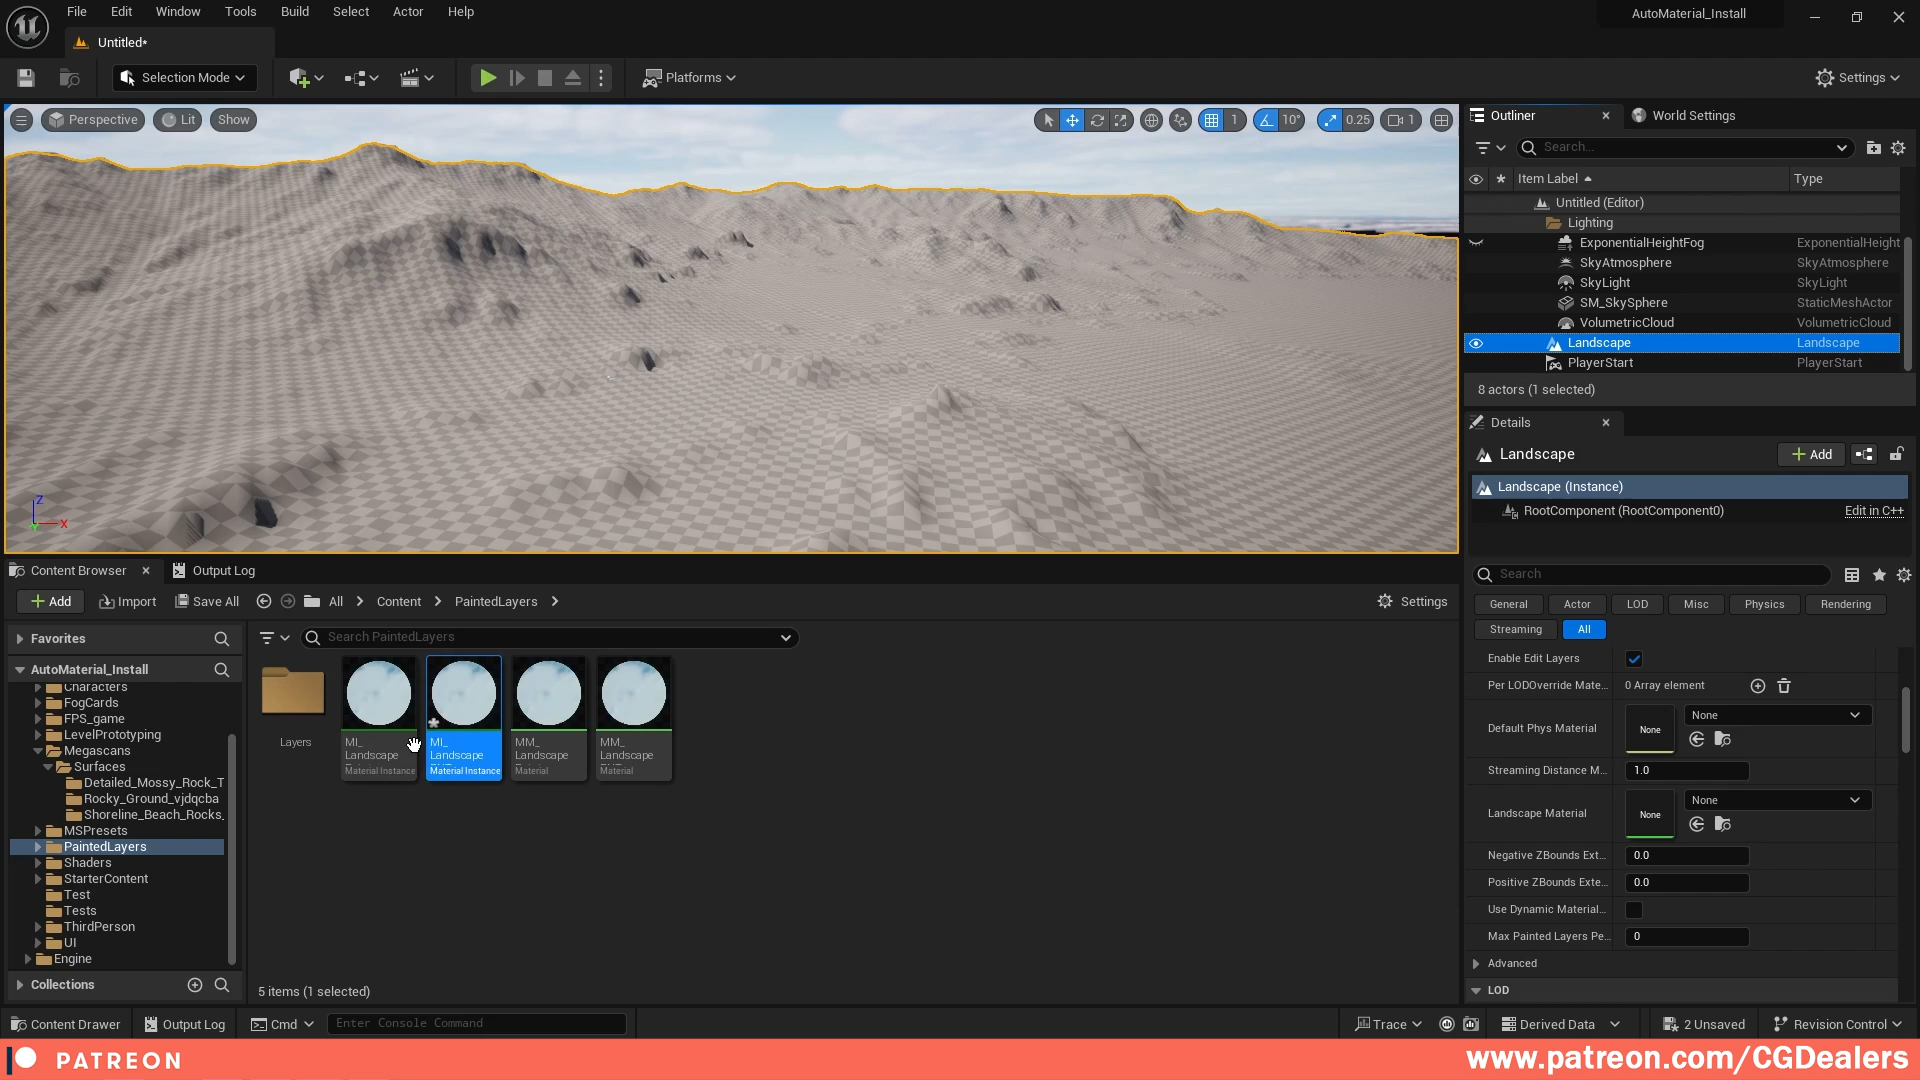 File Edit Window Tools Build Select Actor Help
AutoMaterial_Install
Untitled*
Selection Mode
Platforms
Settings
Perspective Lit Show
1 10° 0.25 1
Z
X
Outliner
World Settings
Search...
Item Label Type
Untitled (Editor)
Lighting
ExponentialHeightFog ExponentialHeight
SkyAtmosphere SkyAtmosphere
SkyLight SkyLight
SM_SkySphere StaticMeshActor
VolumetricCloud VolumetricCloud
Landscape Landscape
PlayerStart PlayerStart
8 actors (1 selected)
Details
Landscape
Add
Landscape (Instance)
RootComponent (RootComponent0) Edit in C++
Search
General Actor LOD Misc Physics Rendering
Streaming All
Enable Edit Layers
Per LODOverride Mate... 0 Array element
Default Phys Material None None
Streaming Distance M... 1.0
Landscape Material None None
Negative ZBounds Ext... 0.0
Positive ZBounds Exte... 0.0
Use Dynamic Material...
Max Painted Layers Pe... 0
Advanced
LOD
Content Browser
Output Log
Add Import Save All All Content PaintedLayers
Settings
Favorites
Search PaintedLayers
AutoMaterial_Install
Characters
FogCards
FPS_game
LevelPrototyping
Megascans
Surfaces
Detailed_Mossy_Rock_T
Rocky_Ground_vjdqcba
Shoreline_Beach_Rocks_
MSPresets
PaintedLayers
Shaders
StarterContent
Test
Tests
ThirdPerson
UI
Engine
Collections
Layers
MI_
Landscape
Material Instance
MI_
Landscape
Material Instance
MM_
Landscape
Material
MM_
Landscape
Material
5 items (1 selected)
Content Drawer Output Log Cmd Enter Console Command
Trace Derived Data 2 Unsaved Revision Control
PATREON
www.patreon.com/CGDealers